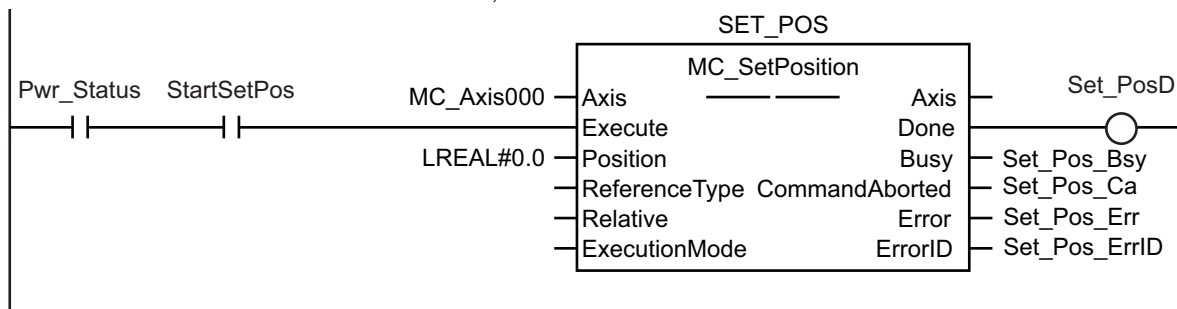 SET_POS
MC_SetPosition
Pwr_Status StartSetPos MC_Axis000 Axis Axis Set_PosD
Execute Done
LREAL#0.0 Position Busy Set_Pos_Bsy
ReferenceType CommandAborted Set_Pos_Ca
Relative Error Set_Pos_Err
ExecutionMode ErrorID Set_Pos_ErrID